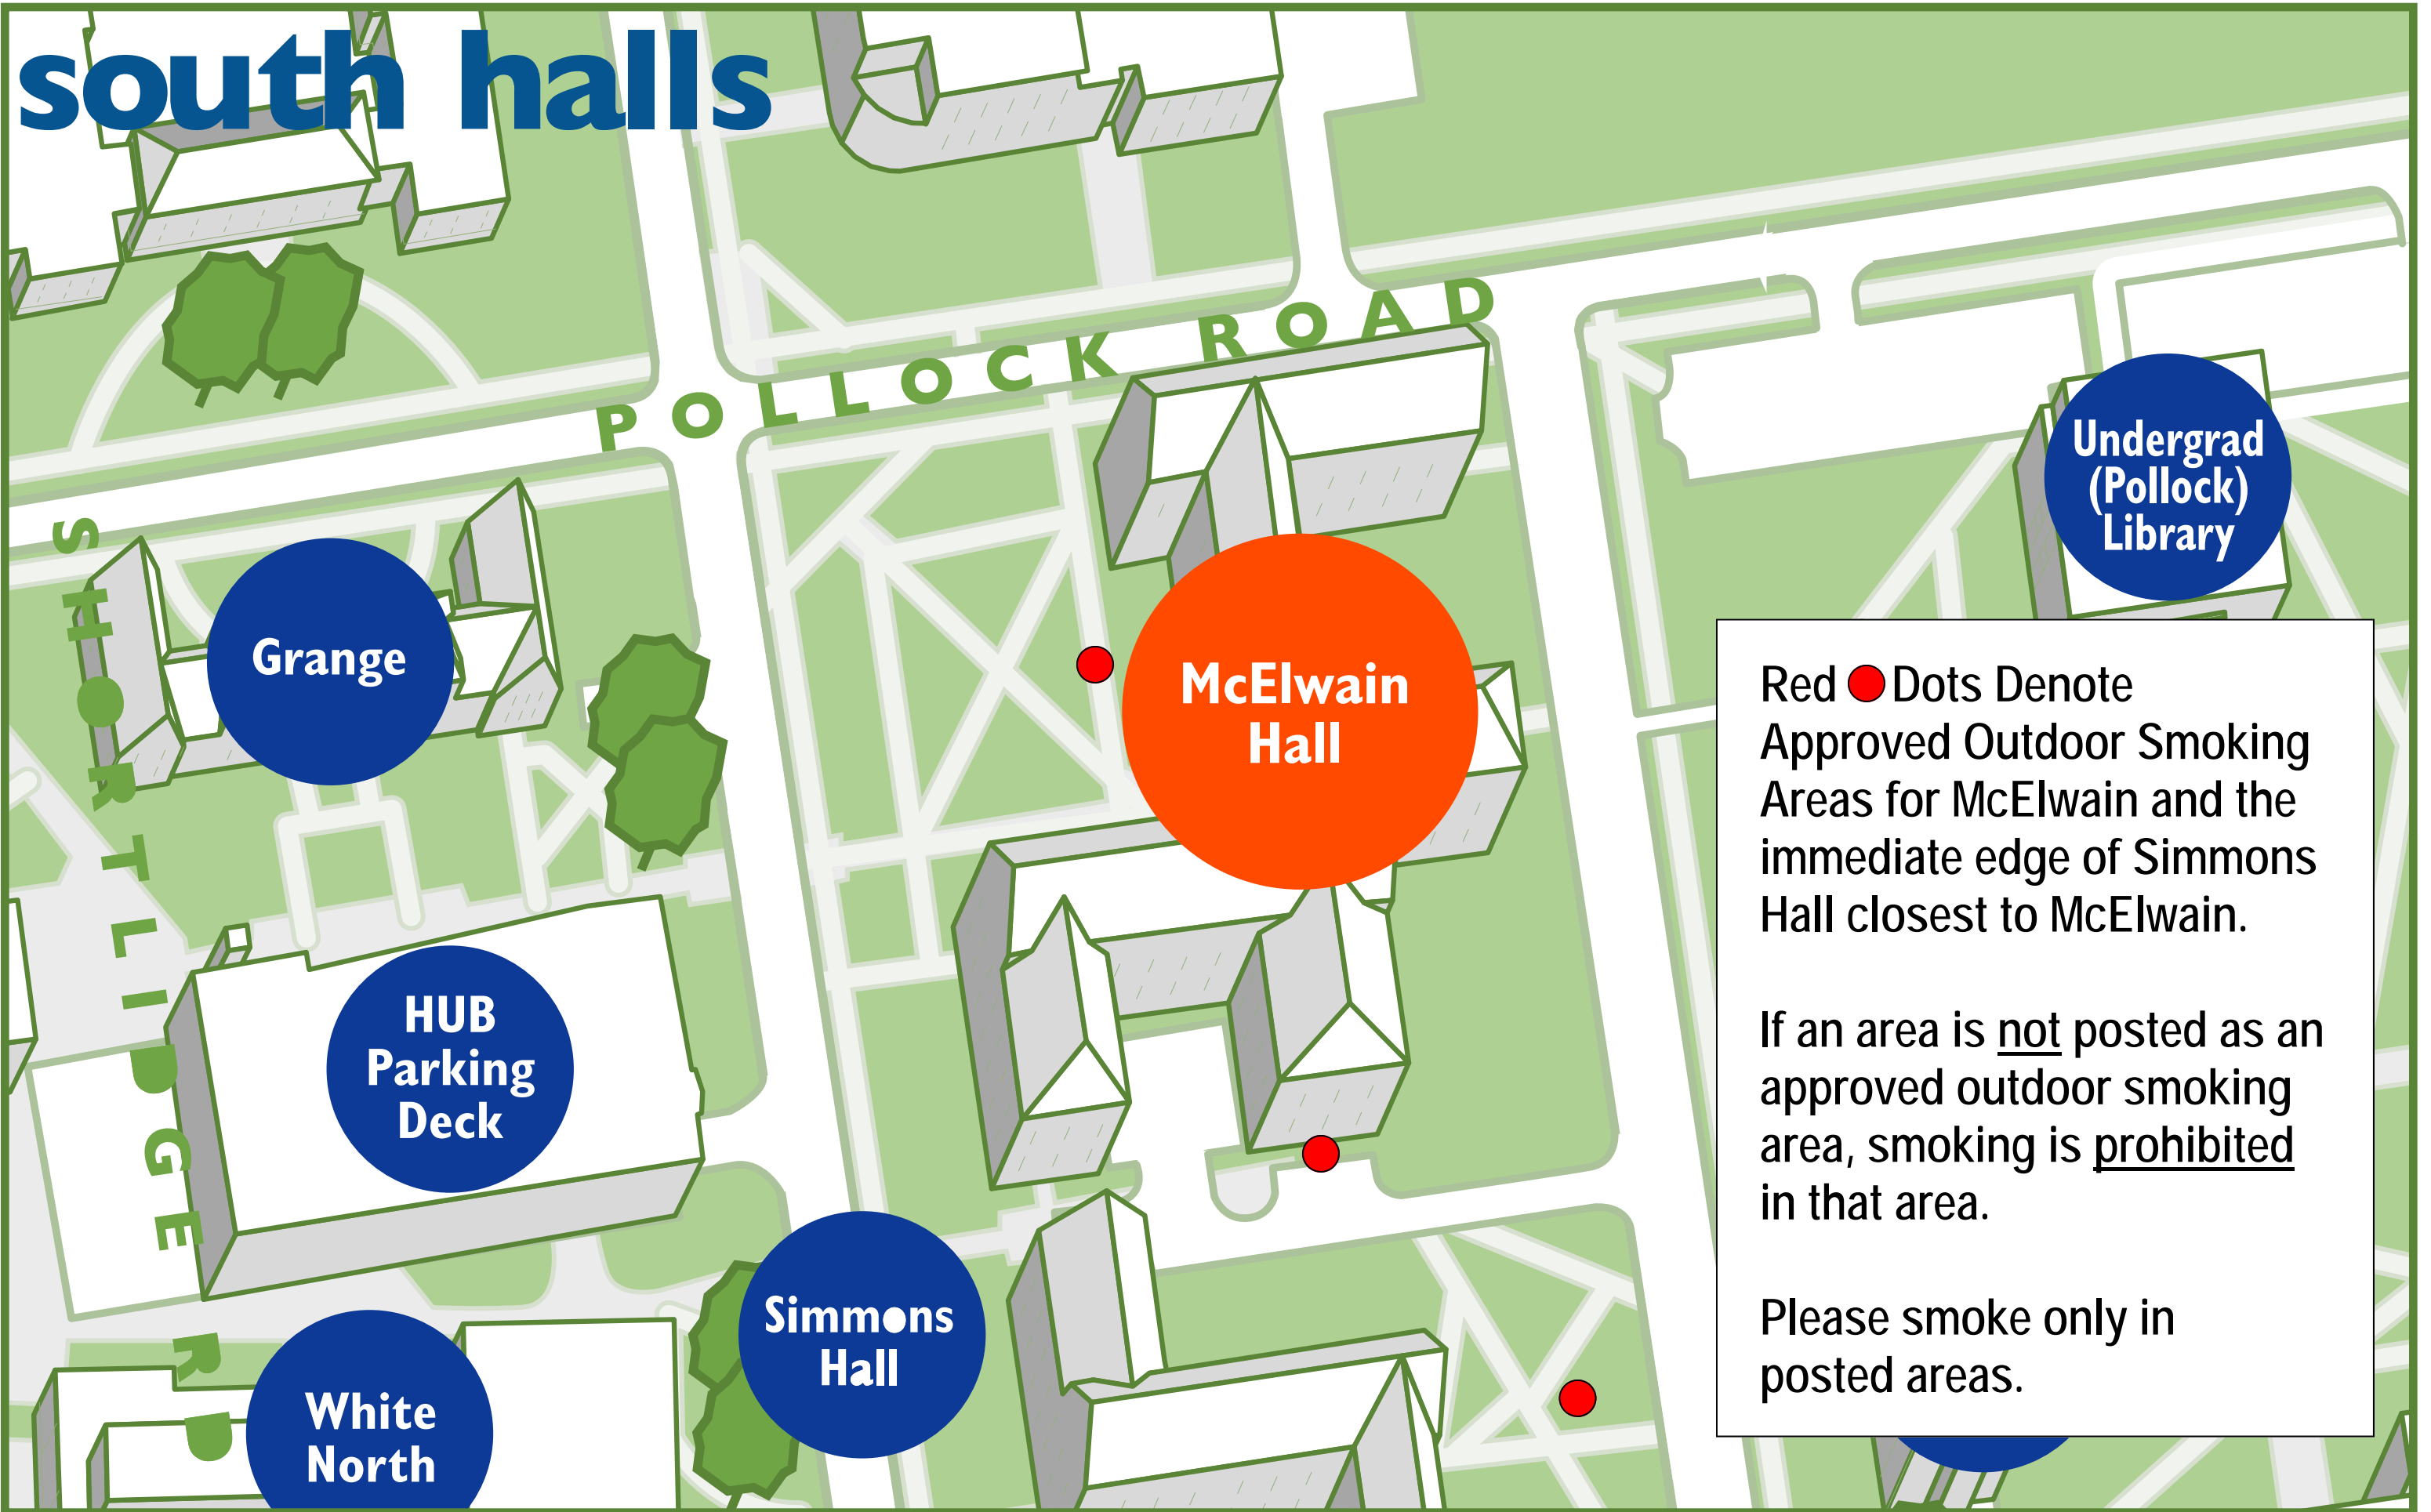 south halls
POLLOCK ROAD
SHORTLIDGE RD
Undergrad
(Pollock)
Library
Grange
McElwain
Hall
HUB
Parking
Deck
Simmons
Hall
White
North
Red Dots Denote
Approved Outdoor Smoking
Areas for McElwain and the
immediate edge of Simmons
Hall closest to McElwain.
If an area is not posted as an
approved outdoor smoking
area, smoking is prohibited
in that area.
Please smoke only in
posted areas.